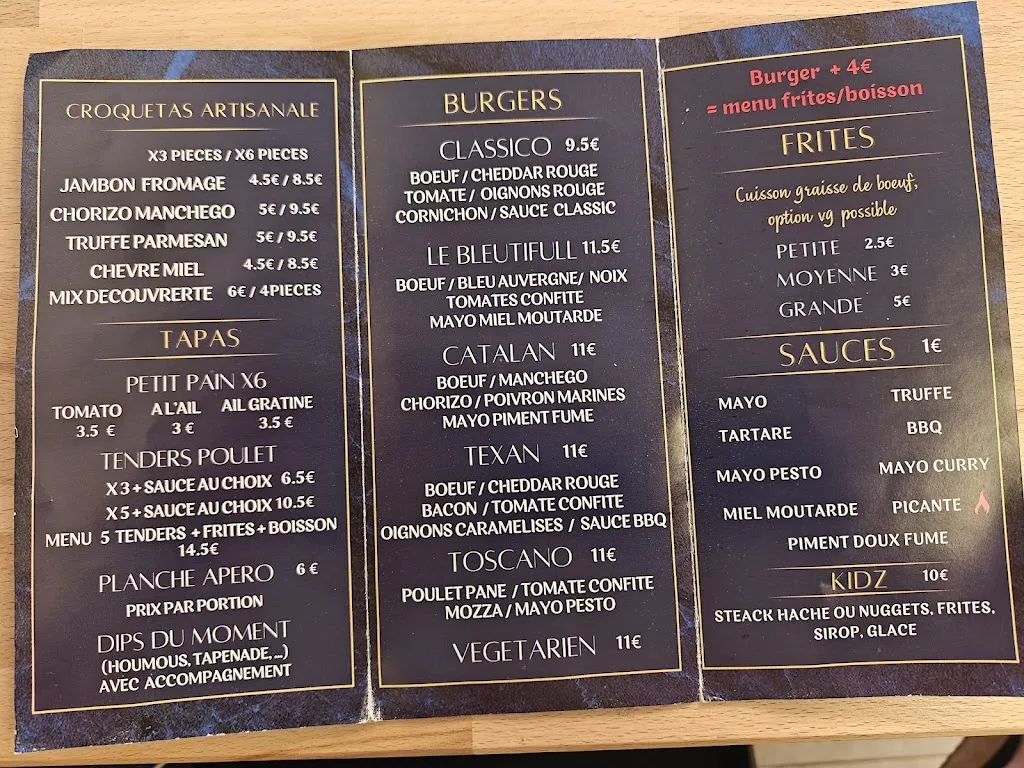 CROQUETAS ARTISANALE
X3 PIECES / X6 PIECES
JAMBON FROMAGE 4.5€ / 8.5€
CHORIZO MANCHEGO 5€ / 9.5€
TRUFFE PARMESAN 5€ / 9.5€
CHEVRE MIEL 4.5€ / 8.5€
MIX DECOUVRERTE 6€ / 4PIECES
TAPAS
PETIT PAIN X6
TOMATO A L'AIL AIL GRATINE
3.5 € 3 € 3.5 €
TENDERS POULET
X 3 + SAUCE AU CHOIX 6.5€
X 5 + SAUCE AU CHOIX 10.5€
MENU 5 TENDERS + FRITES + BOISSON
14.5€
PLANCHE APERO 6 €
PRIX PAR PORTION
DIPS DU MOMENT
(HOUMOUS, TAPENADE, ...)
AVEC ACCOMPAGNEMENT
BURGERS
CLASSICO 9.5€
BOEUF / CHEDDAR ROUGE
TOMATE / OIGNONS ROUGE
CORNICHON / SAUCE CLASSIC
LE BLEUTIFULL 11.5€
BOEUF / BLEU AUVERGNE / NOIX
TOMATES CONFITE
MAYO MIEL MOUTARDE
CATALAN 11€
BOEUF / MANCHEGO
CHORIZO / POIVRON MARINES
MAYO PIMENT FUME
TEXAN 11€
BOEUF / CHEDDAR ROUGE
BACON / TOMATE CONFITE
OIGNONS CARAMELISES / SAUCE BBQ
TOSCANO 11€
POULET PANE / TOMATE CONFITE
MOZZA / MAYO PESTO
VEGETARIEN 11€
Burger + 4€
= menu frites/boisson
FRITES
Cuisson graisse de boeuf,
option vg possible
PETITE 2.5€
MOYENNE 3€
GRANDE 5€
SAUCES 1€
MAYO TRUFFE
TARTARE BBQ
MAYO PESTO MAYO CURRY
MIEL MOUTARDE PICANTE
PIMENT DOUX FUME
KIDZ 10€
STEACK HACHE OU NUGGETS, FRITES,
SIROP, GLACE